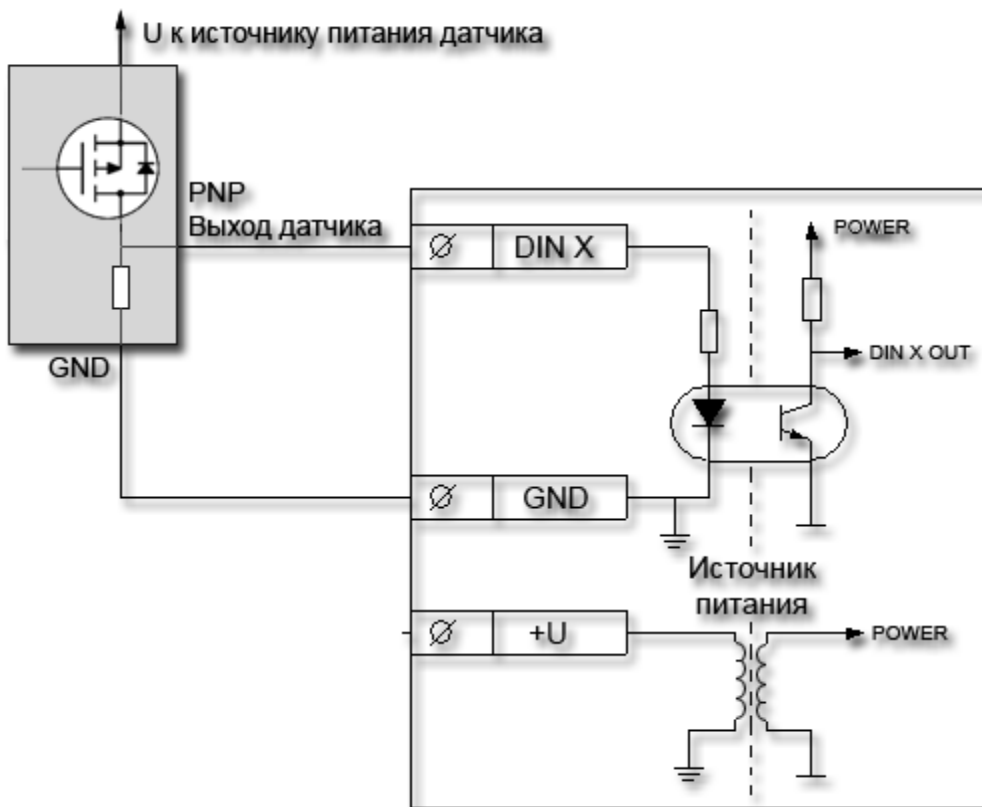 U к источнику питания датчика
PNP
Выход датчика
GND
DIN X
POWER
DIN X OUT
GND
Источник
питания
+U
POWER